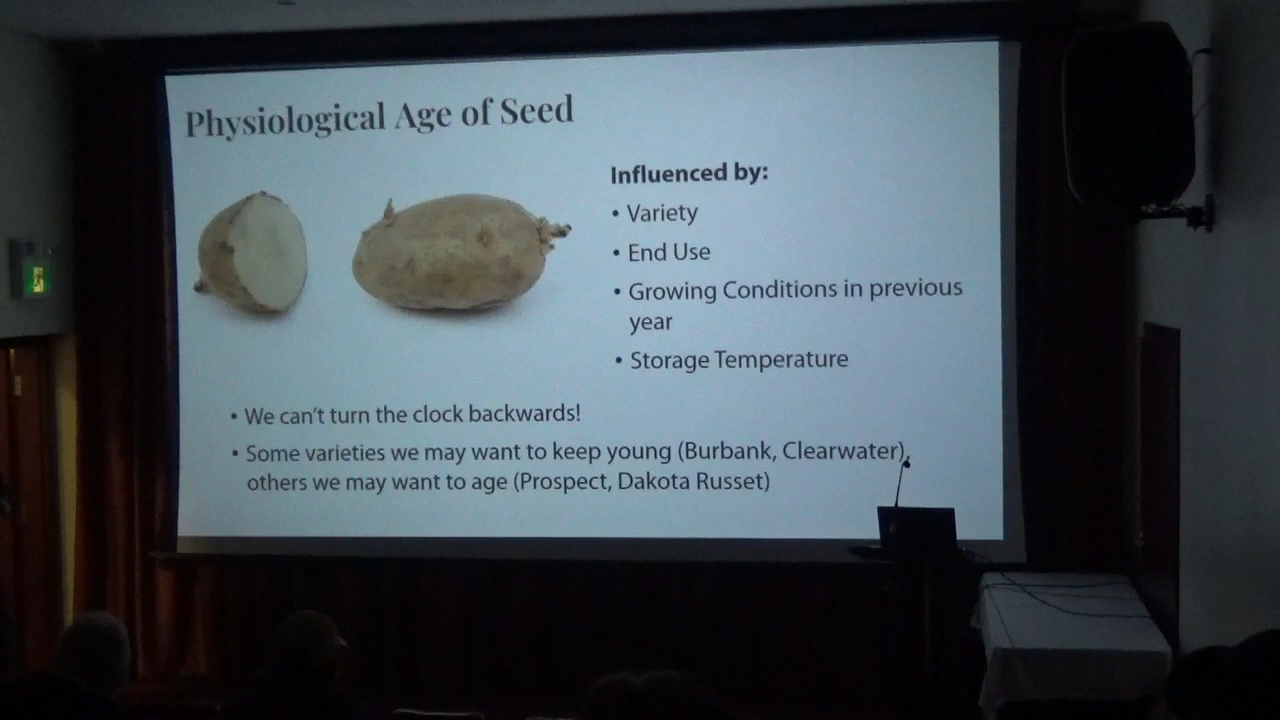 Physiological Age of Seed
Influenced by:
• Variety
• End Use
• Growing Conditions in previous
year
• Storage Temperature
• We can't turn the clock backwards!
• Some varieties we may want to keep young (Burbank, Clearwater),
others we may want to age (Prospect, Dakota Russet)